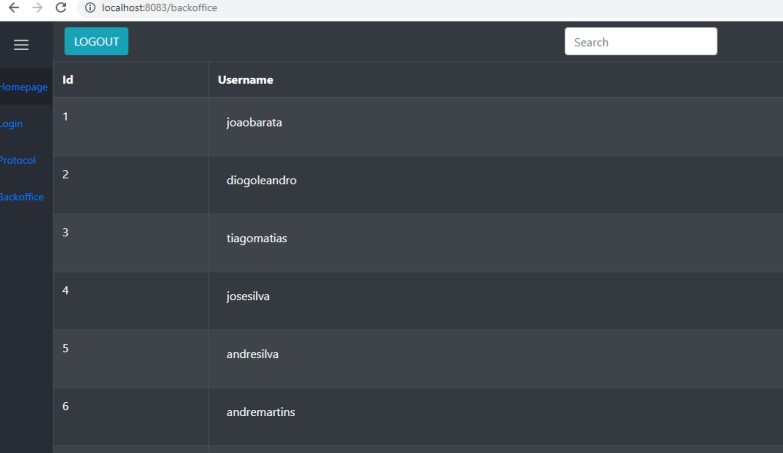 localhost:8083/backoffice
LOGOUT
Search
Id Username
Homepage
1 joaobarata
Login
Protocol
2 diogoleandro
Backoffice
3 tiagomatias
4 josesilva
5 andresilva
6 andremartins